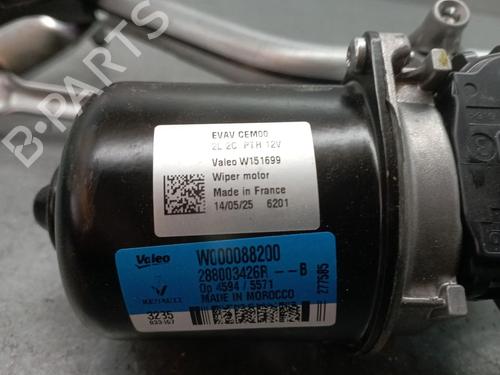 B-PARTS
EVAV CEM00
2L 2C PTH 12V
Valeo W151699
Wiper motor
Made in France
14/05/25 6201
Valeo W000088200
288003426R -- B
Op 4594 / 5571
RENAULT MADE IN MOROCCO
277585
3235